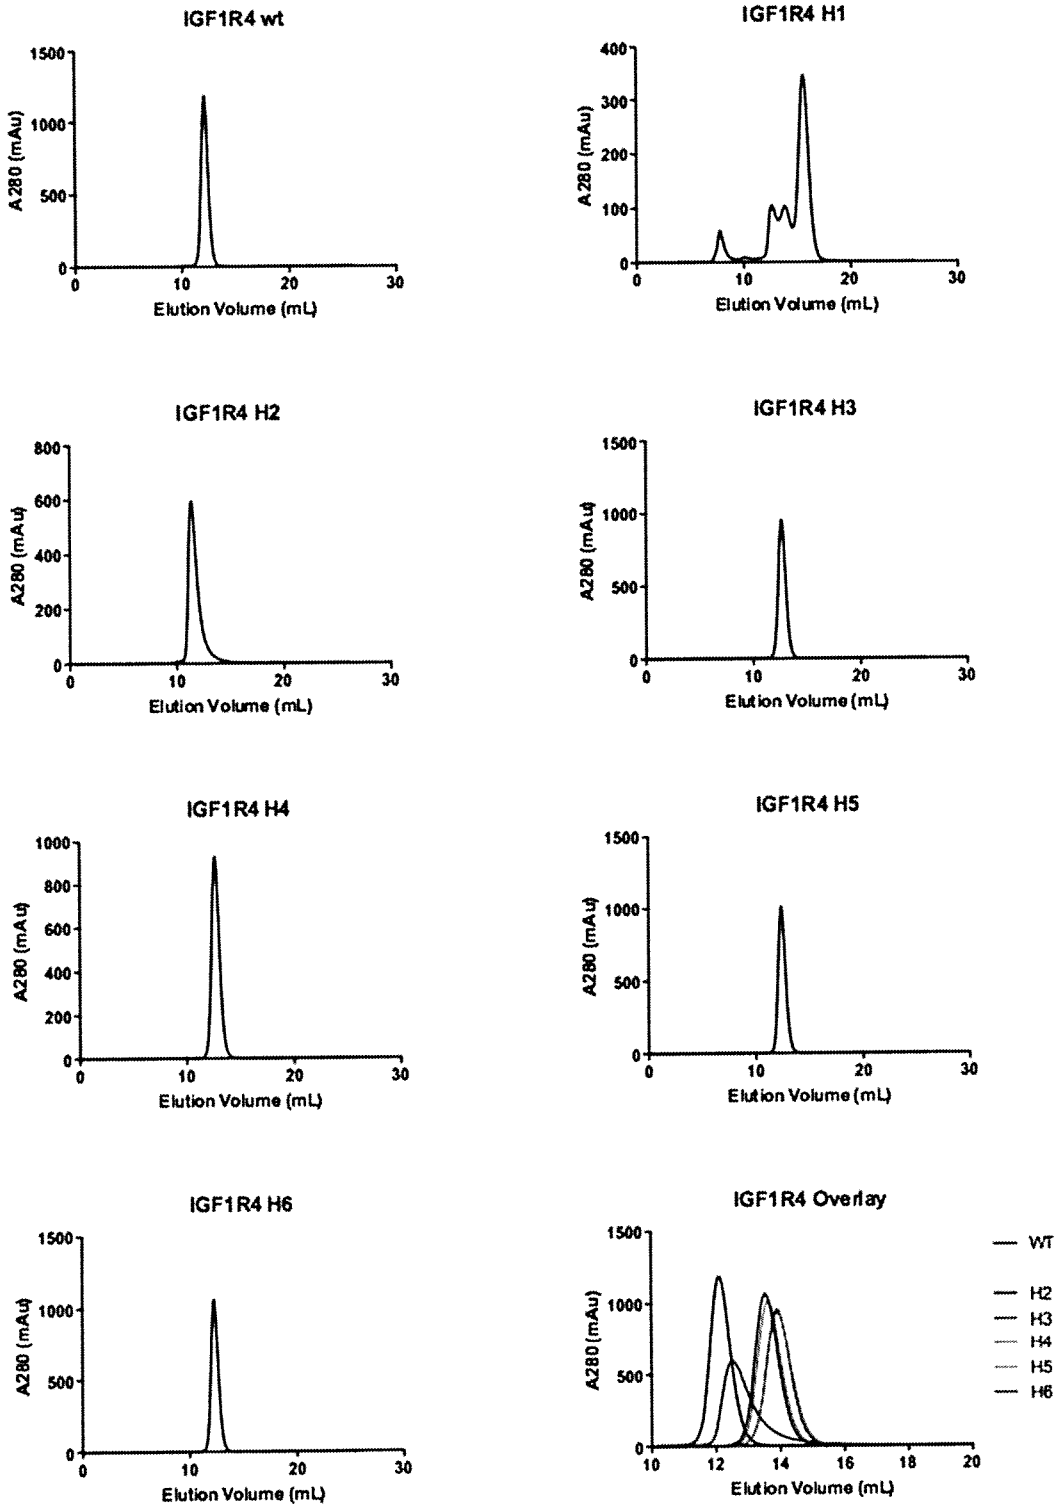 IGF1R4 wt
1500
1000
500
0
A280 (mAu)
0 10 20 30
Elution Volume (mL)
IGF1R4 H1
400
300
200
100
0
A280 (mAu)
0 10 20 30
Elution Volume (mL)
IGF1R4 H2
800
600
400
200
0
A280 (mAu)
0 10 20 30
Elution Volume (mL)
IGF1R4 H3
1500
1000
500
0
A280 (mAu)
0 10 20 30
Elution Volume (mL)
IGF1R4 H4
1000
800
600
400
200
0
A280 (mAu)
0 10 20 30
Elution Volume (mL)
IGF1R4 H5
1500
1000
500
0
A280 (mAu)
0 10 20 30
Elution Volume (mL)
IGF1R4 H6
1500
1000
500
0
A280 (mAu)
0 10 20 30
Elution Volume (mL)
IGF1R4 Overlay
1500
1000
500
0
A280 (mAu)
10 12 14 16 18 20
Elution Volume (mL)
WT
H2
H3
H4
H5
H6